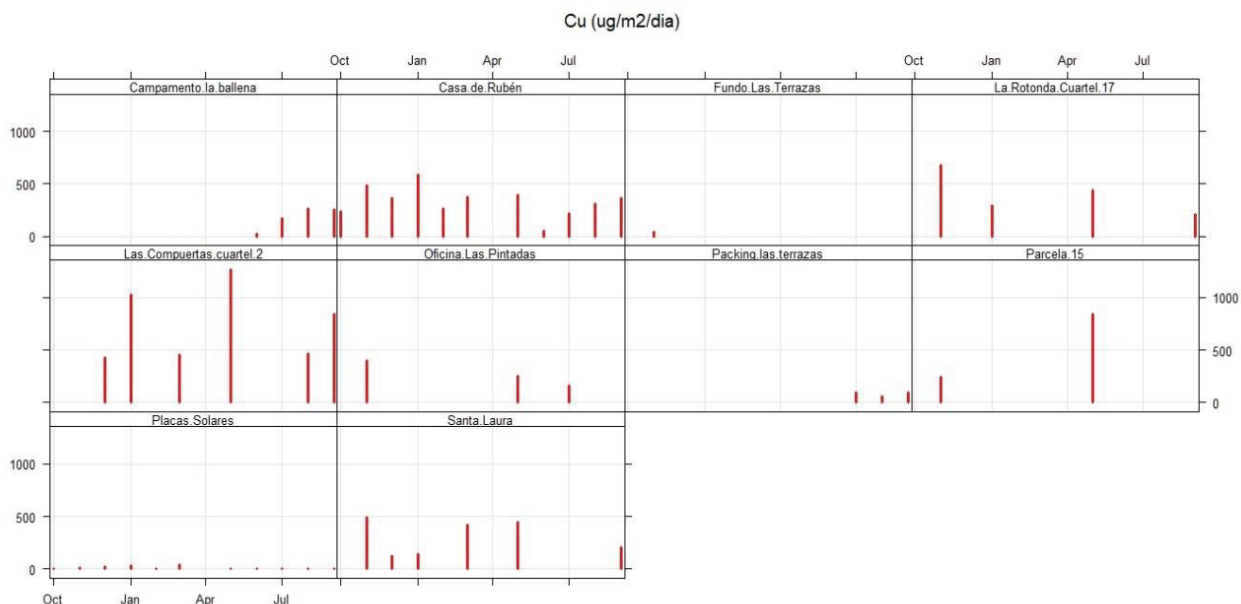 Cu (ug/m2/dia)
Oct Jan Apr Jul Oct Jan Apr Jul
Campamento.la.ballena Casa.de.Rubén Fundo.Las.Terrazas La.Rotonda.Cuartel.17
1000
500
0
Las.Compuertas.cuartel.2 Oficina.Las.Pintadas Packing.las.terrazas Parcela.15
1000
500
0
Placas.Solares Santa.Laura
1000
500
0
Oct Jan Apr Jul